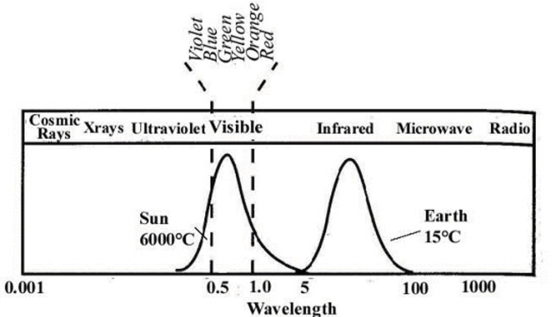 Violet
Blue
Green
Yellow
Orange
Red
Cosmic Rays Xrays Ultraviolet Visible Infrared Microwave Radio
Sun
6000°C
Earth
15°C
0.001 0.5 1.0 5 100 1000
Wavelength